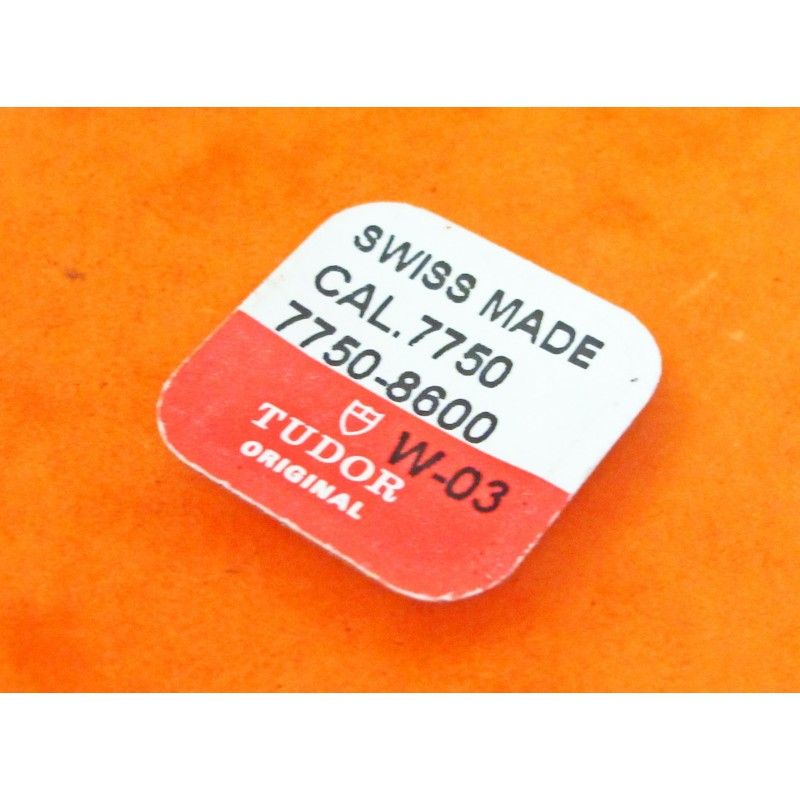 SWISS MADE
CAL. 7750
7750-8600
W-03
TUDOR
ORIGINAL